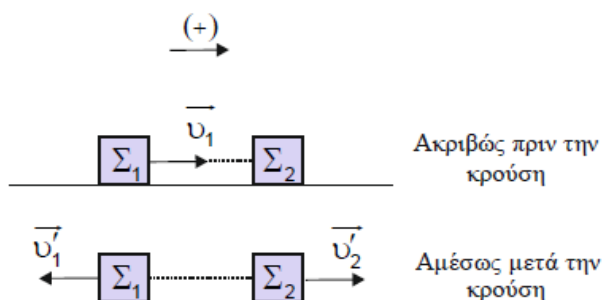 (+)
υ₁
Σ₁ Σ₂
Ακριβώς πριν την
κρούση
υ′₁ υ′₂
Σ₁ Σ₂
Αμέσως μετά την
κρούση